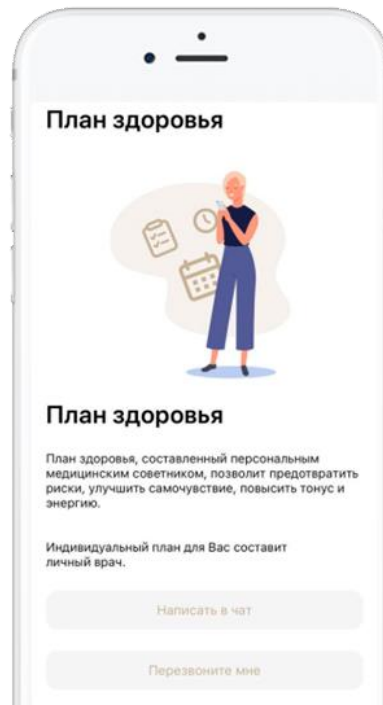 План здоровья
План здоровья
План здоровья, составленный персональным
медицинским советником, позволит предотвратить
риски, улучшить самочувствие, повысить тонус и
энергию.
Индивидуальный план для Вас составит
личный врач.
Написать в чат
Перезвоните мне